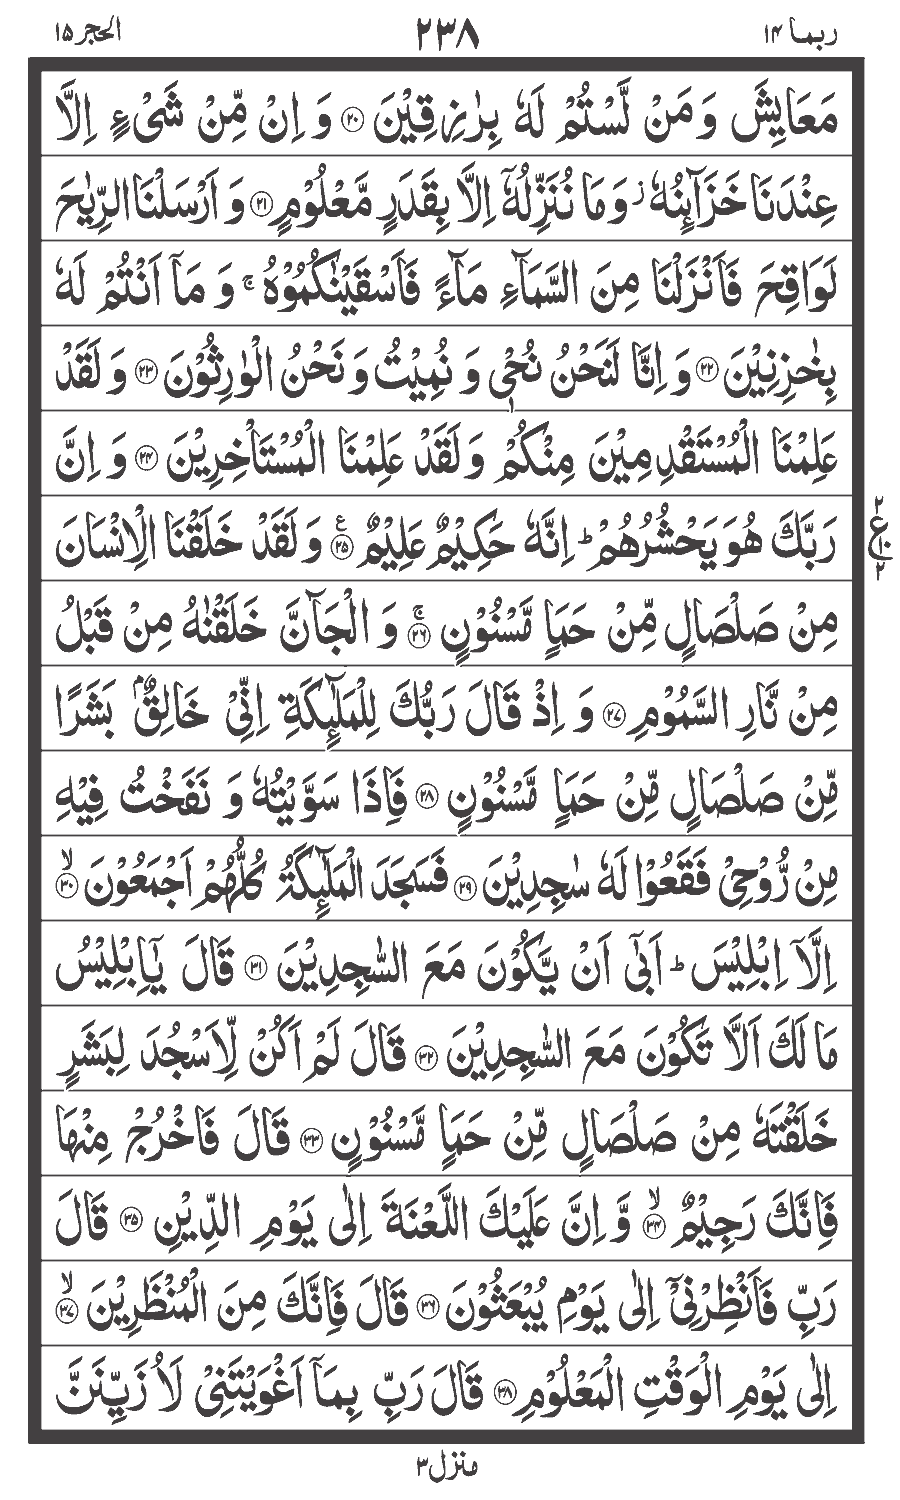 ربما ۱۴ ۲۳۸ الحجر ۱۵
مَعَايِشَ وَمَنْ لَّسْتُمْ لَهٗ بِرٰزِقِيْنَ ۝۲۰ وَ اِنْ مِّنْ شَيْءٍ اِلَّا
عِنْدَنَا خَزَآئِنُهٗ ؗ وَمَا نُنَزِّلُهٗۤ اِلَّا بِقَدَرٍ مَّعْلُوْمٍ ۝۲۱ وَ اَرْسَلْنَا الرِّيٰحَ
لَوَاقِحَ فَاَنْزَلْنَا مِنَ السَّمَآءِ مَآءً فَاَسْقَيْنٰكُمُوْهُ ۚ وَ مَاۤ اَنْتُمْ لَهٗ
بِخٰزِنِيْنَ ۝۲۲ وَ اِنَّا لَنَحْنُ نُحْيٖ وَ نُمِيْتُ وَ نَحْنُ الْوٰرِثُوْنَ ۝۲۳ وَ لَقَدْ
عَلِمْنَا الْمُسْتَقْدِمِيْنَ مِنْكُمْ وَ لَقَدْ عَلِمْنَا الْمُسْتَاْخِرِيْنَ ۝۲۴ وَ اِنَّ
رَبَّكَ هُوَ يَحْشُرُهُمْ ؕ اِنَّهٗ حَكِيْمٌ عَلِيْمٌ ۝۲۵ ع وَ لَقَدْ خَلَقْنَا الْاِنْسَانَ
۲ ع ۲
مِنْ صَلْصَالٍ مِّنْ حَمَاٍ مَّسْنُوْنٍ ۝۲۶ ۚ وَ الْجَآنَّ خَلَقْنٰهُ مِنْ قَبْلُ
مِنْ نَّارِ السَّمُوْمِ ۝۲۷ وَ اِذْ قَالَ رَبُّكَ لِلْمَلٰٓئِكَةِ اِنِّيْ خَالِقٌۢ بَشَرًا
مِّنْ صَلْصَالٍ مِّنْ حَمَاٍ مَّسْنُوْنٍ ۝۲۸ فَاِذَا سَوَّيْتُهٗ وَ نَفَخْتُ فِيْهِ
مِنْ رُّوْحِيْ فَقَعُوْا لَهٗ سٰجِدِيْنَ ۝۲۹ فَسَجَدَ الْمَلٰٓئِكَةُ كُلُّهُمْ اَجْمَعُوْنَ ۝۳۰ ۙ
اِلَّاۤ اِبْلِيْسَ ؕ اَبٰۤى اَنْ يَّكُوْنَ مَعَ السّٰجِدِيْنَ ۝۳۱ قَالَ يٰۤاِبْلِيْسُ
مَا لَكَ اَلَّا تَكُوْنَ مَعَ السّٰجِدِيْنَ ۝۳۲ قَالَ لَمْ اَكُنْ لِّاَسْجُدَ لِبَشَرٍ
خَلَقْتَهٗ مِنْ صَلْصَالٍ مِّنْ حَمَاٍ مَّسْنُوْنٍ ۝۳۳ قَالَ فَاخْرُجْ مِنْهَا
فَاِنَّكَ رَجِيْمٌ ۝۳۴ ۙ وَّ اِنَّ عَلَيْكَ اللَّعْنَةَ اِلٰى يَوْمِ الدِّيْنِ ۝۳۵ قَالَ
رَبِّ فَاَنْظِرْنِيْۤ اِلٰى يَوْمِ يُبْعَثُوْنَ ۝۳۶ قَالَ فَاِنَّكَ مِنَ الْمُنْظَرِيْنَ ۝۳۷ ۙ
اِلٰى يَوْمِ الْوَقْتِ الْمَعْلُوْمِ ۝۳۸ قَالَ رَبِّ بِمَاۤ اَغْوَيْتَنِيْ لَاُزَيِّنَنَّ
منزل ۳